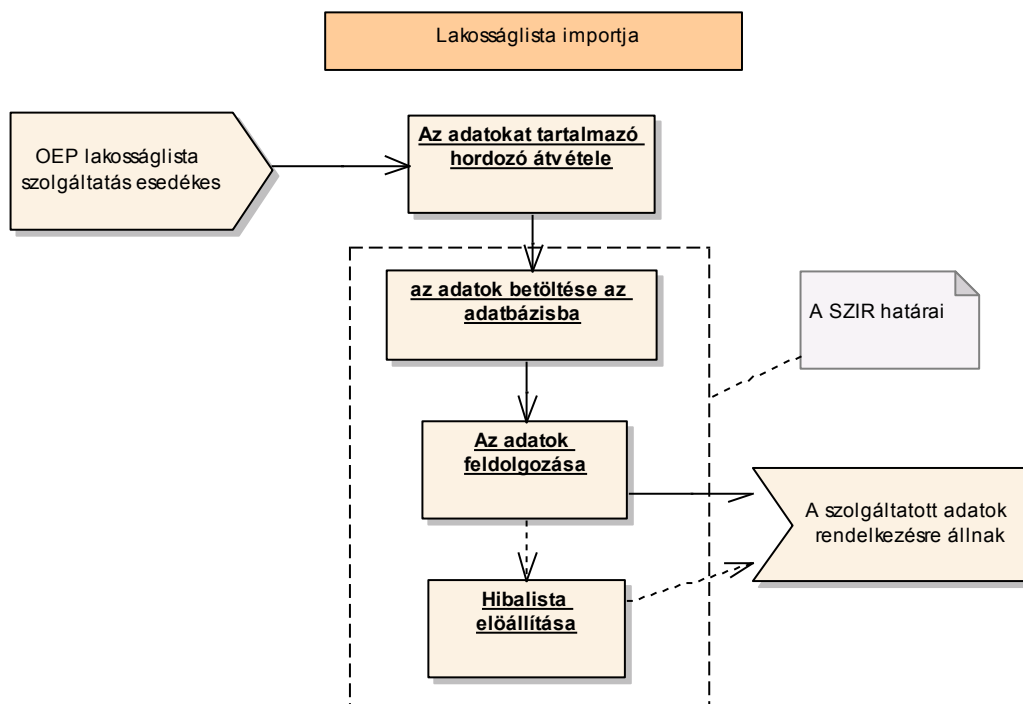 Lakosságlista importja
OEP lakosságlista
szolgáltatás esedékes
Az adatokat tartalmazó
hordozó átvétele
az adatok betöltése az
adatbázisba
A SZIR határai
Az adatok
feldolgozása
A szolgáltatott adatok
rendelkezésre állnak
Hibalista
elöállítása